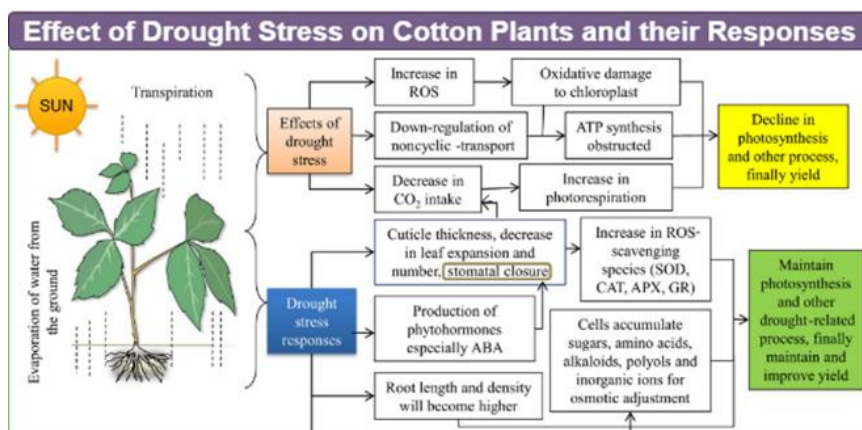 Effect of Drought Stress on Cotton Plants and their Responses
SUN
Transpiration
Evaporation of water from
the ground
Effects of
drought
stress
Increase in
ROS
Oxidative damage
to chloroplast
Down-regulation of
noncyclic -transport
ATP synthesis
obstructed
Decrease in
CO₂ intake
Increase in
photorespiration
Decline in
photosynthesis
and other process,
finally yield
Drought
stress
responses
Cuticle thickness, decrease
in leaf expansion and
number, stomatal closure
Increase in ROS-
scavenging
species (SOD,
CAT, APX, GR)
Production of
phytohormones
especially ABA
Cells accumulate
sugars, amino acids,
alkaloids, polyols and
inorganic ions for
osmotic adjustment
Root length and density
will become higher
Maintain
photosynthesis
and other
drought-related
process, finally
maintain and
improve yield